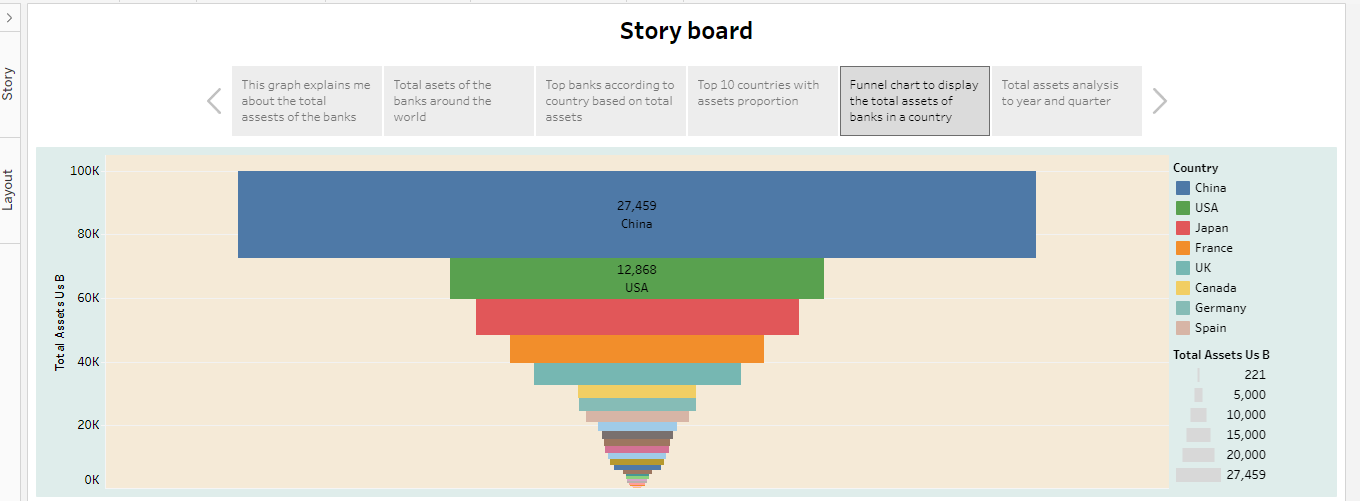 Story board
Story
Layout
This graph explains me
about the total
assests of the banks
Total asets of the
banks around the
world
Top banks according to
country based on total
assets
Top 10 countries with
assets proportion
Funnel chart to display
the total assets of
banks in a country
Total assets analysis
to year and quarter
Total Assets Us B
100K
80K
60K
40K
20K
0K
27,459
China
12,868
USA
Country
China
USA
Japan
France
UK
Canada
Germany
Spain
Total Assets Us B
221
5,000
10,000
15,000
20,000
27,459